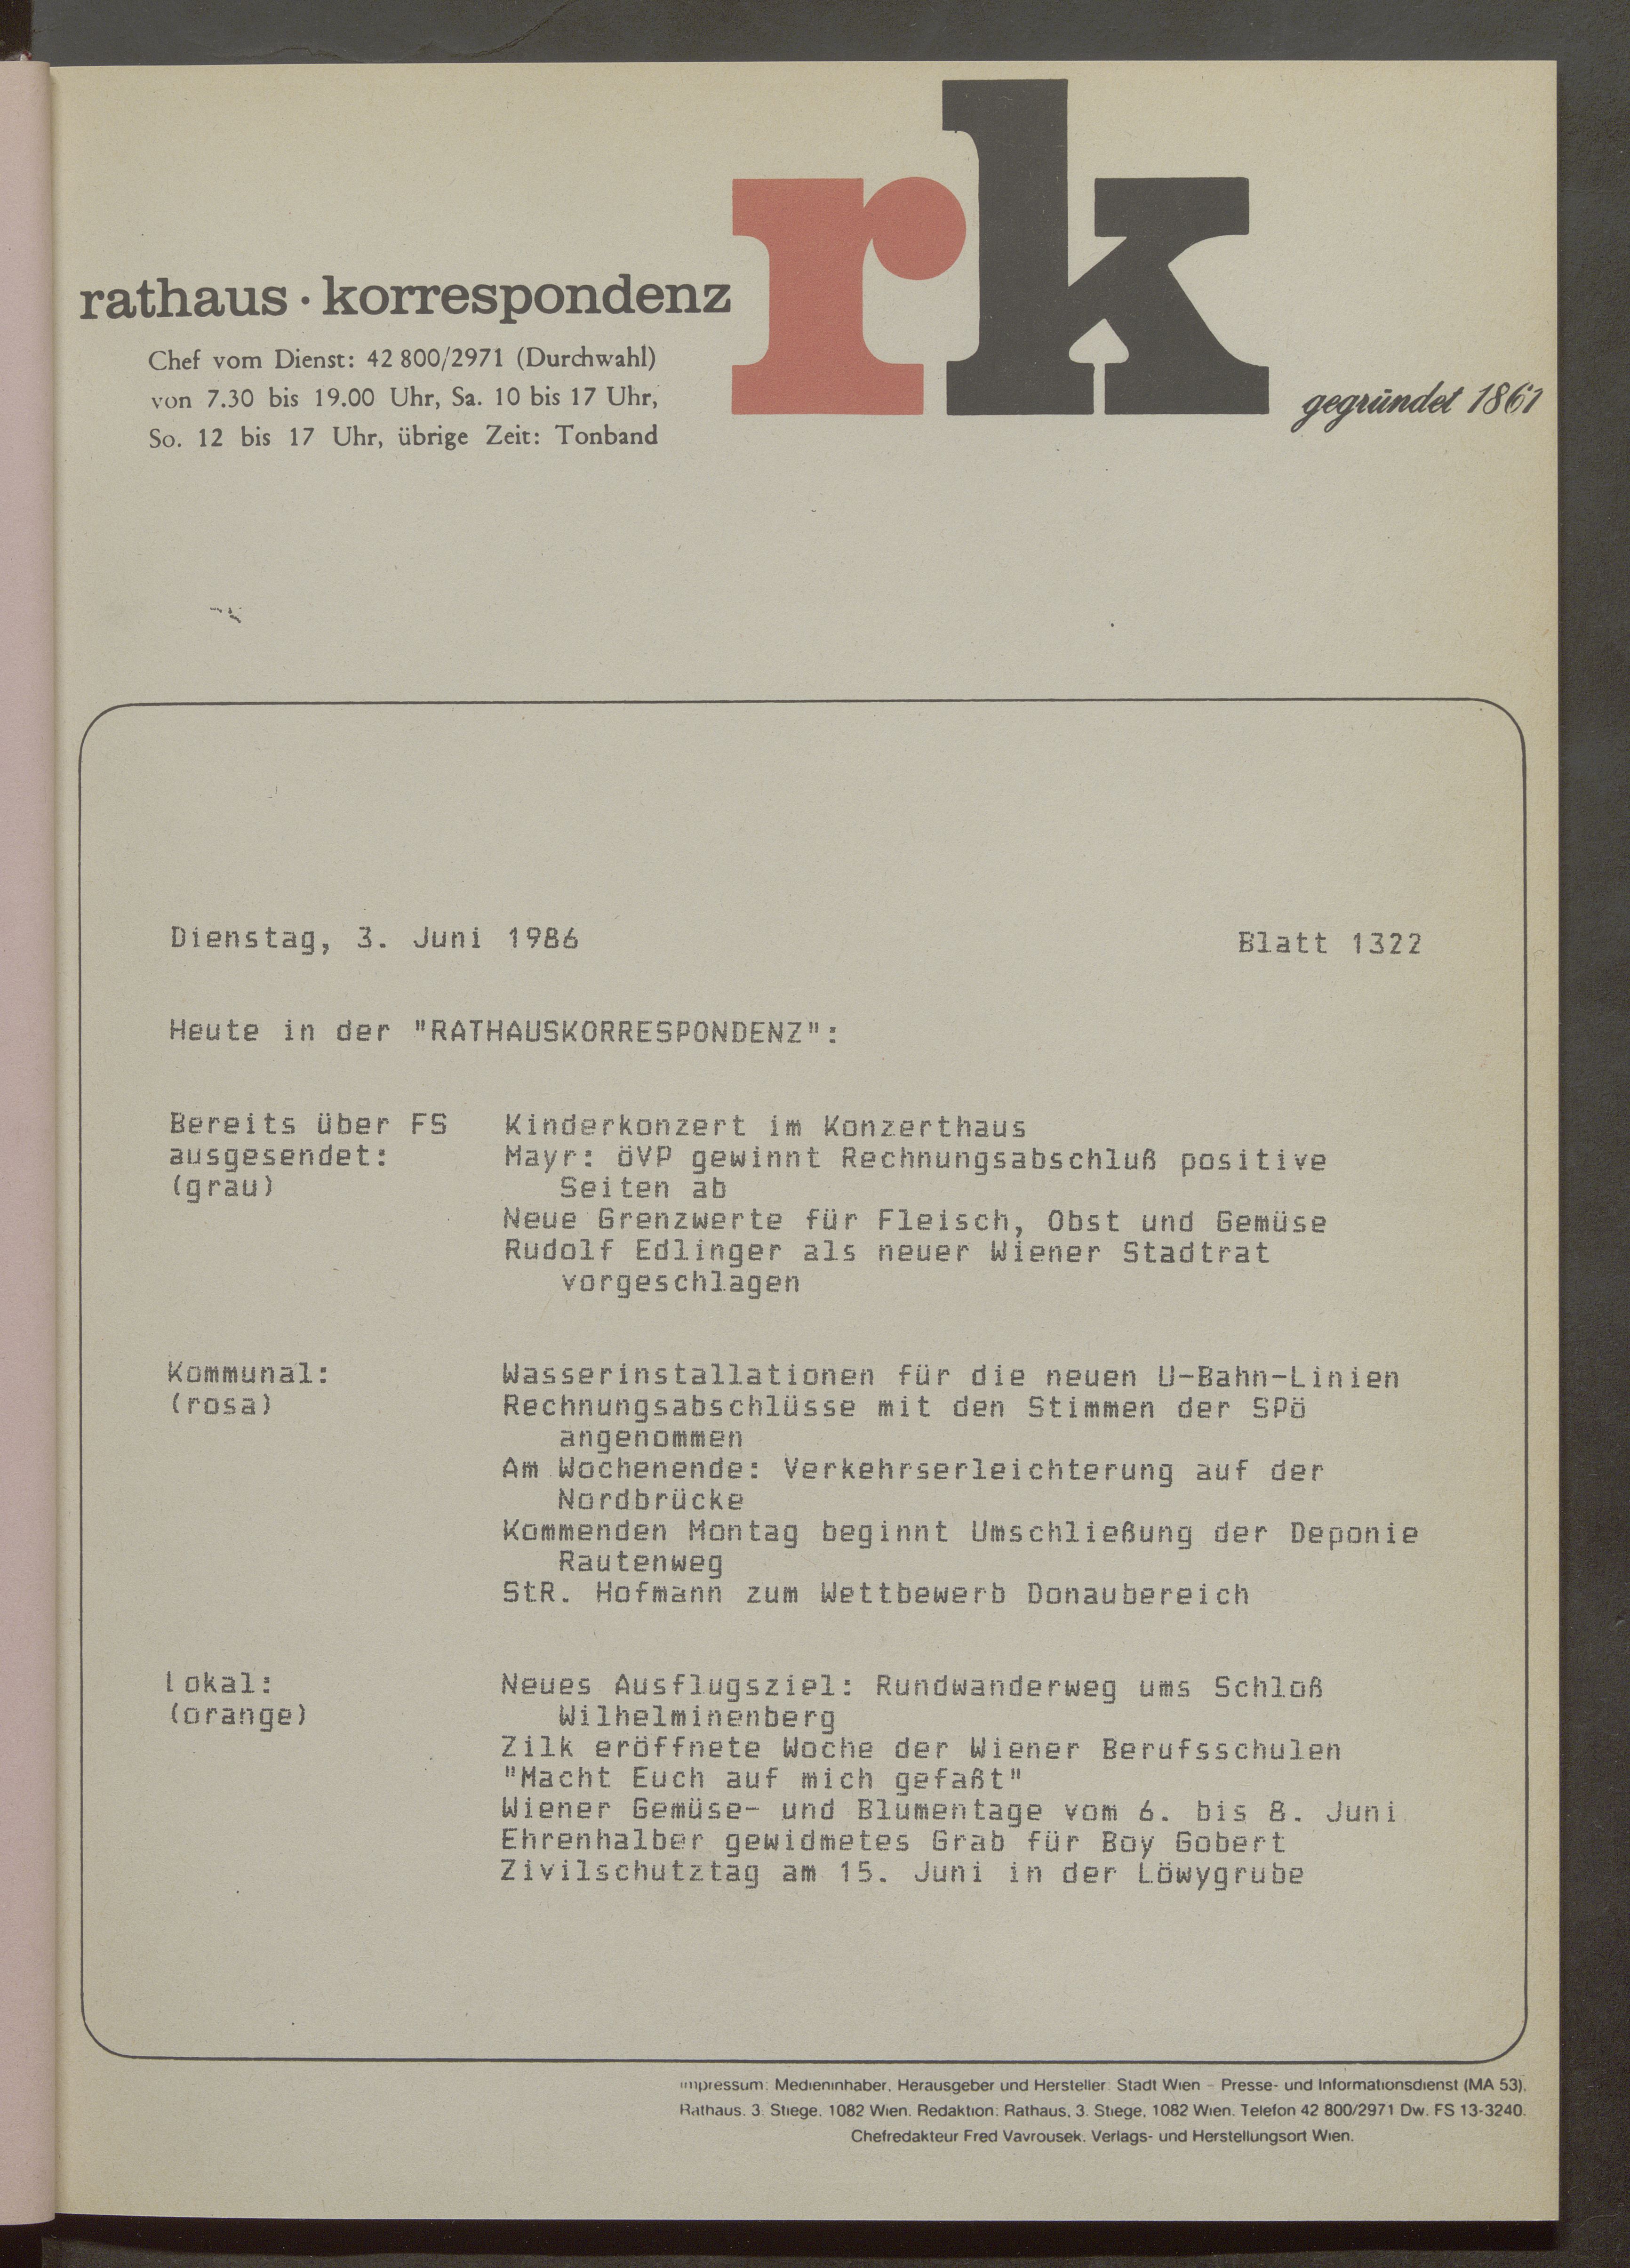 rk
rathaus · korrespondenz
Chef vom Dienst: 42 800/2971 (Durchwahl)
von 7.30 bis 19.00 Uhr, Sa. 10 bis 17 Uhr,
So. 12 bis 17 Uhr, übrige Zeit: Tonband
gegründet 1861
Dienstag, 3. Juni 1986 Blatt 1322
Heute in der "RATHAUSKORRESPONDENZ":
Bereits über FS Kinderkonzert im Konzerthaus
ausgesendet: Mayr: öVP gewinnt Rechnungsabschluß positive
(grau) Seiten ab
Neue Grenzwerte für Fleisch, Obst und Gemüse
Rudolf Edlinger als neuer Wiener Stadtrat
vorgeschlagen
Kommunal: Wasserinstallationen für die neuen U-Bahn-Linien
(rosa) Rechnungsabschlüsse mit den Stimmen der SPö
angenommen
Am Wochenende: Verkehrserleichterung auf der
Nordbrücke
Kommenden Montag beginnt Umschließung der Deponie
Rautenweg
StR. Hofmann zum Wettbewerb Donaubereich
Lokal: Neues Ausflugsziel: Rundwanderweg ums Schloß
(orange) Wilhelminenberg
Zilk eröffnete Woche der Wiener Berufsschulen
"Macht Euch auf mich gefaßt"
Wiener Gemüse- und Blumentage vom 6. bis 8. Juni
Ehrenhalber gewidmetes Grab für Boy Gobert
Zivilschutztag am 15. Juni in der Löwygrube
Impressum: Medieninhaber, Herausgeber und Hersteller: Stadt Wien – Presse- und Informationsdienst (MA 53),
Rathaus, 3. Stiege, 1082 Wien. Redaktion: Rathaus, 3. Stiege, 1082 Wien. Telefon 42 800/2971 Dw. FS 13-3240.
Chefredakteur Fred Vavrousek. Verlags- und Herstellungsort Wien.